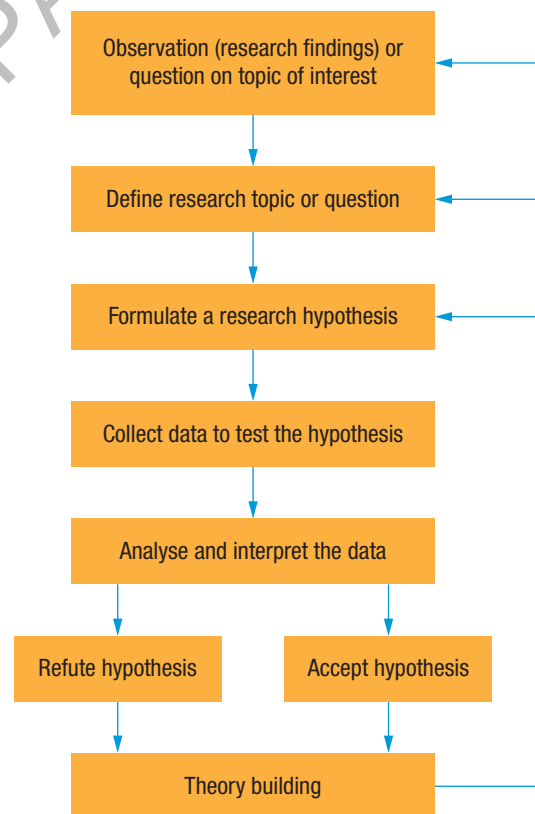 PA
Observation (research findings) or
question on topic of interest
Define research topic or question
Formulate a research hypothesis
Collect data to test the hypothesis
Analyse and interpret the data
Refute hypothesis
Accept hypothesis
Theory building